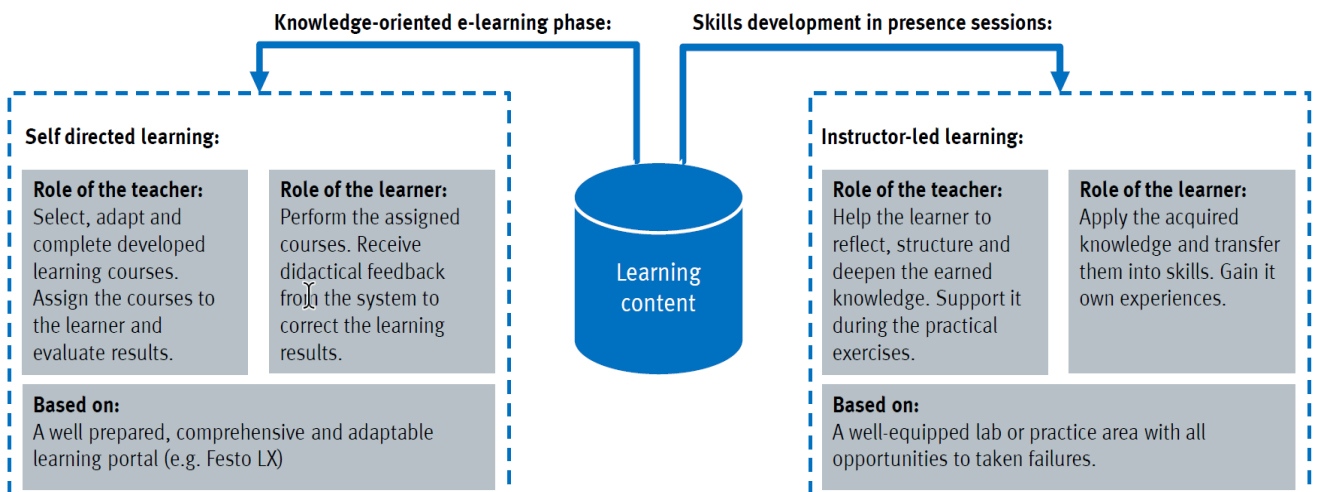 Knowledge-oriented e-learning phase:
Skills development in presence sessions:
Self directed learning:
Role of the teacher:
Select, adapt and
complete developed
learning courses.
Assign the courses to
the learner and
evaluate results.
Role of the learner:
Perform the assigned
courses. Receive
didactical feedback
from the system to
correct the learning
results.
Based on:
A well prepared, comprehensive and adaptable
learning portal (e.g. Festo LX)
Learning
content
Instructor-led learning:
Role of the teacher:
Help the learner to
reflect, structure and
deepen the earned
knowledge. Support it
during the practical
exercises.
Role of the learner:
Apply the acquired
knowledge and transfer
them into skills. Gain it
own experiences.
Based on:
A well-equipped lab or practice area with all
opportunities to taken failures.